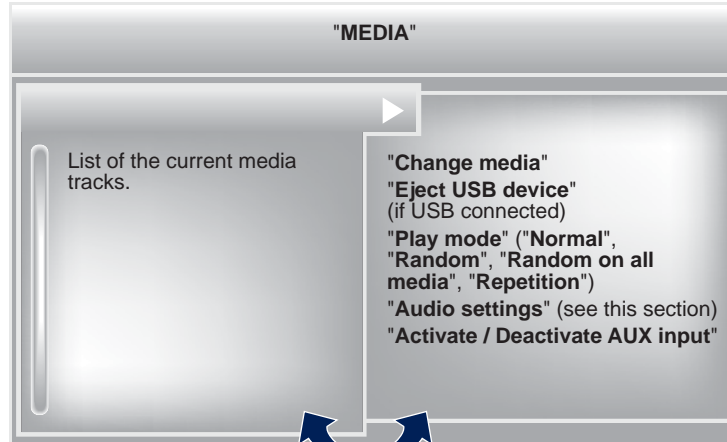 "MEDIA"
List of the current media
tracks.
"Change media"
"Eject USB device"
(if USB connected)
"Play mode" ("Normal",
"Random", "Random on all
media", "Repetition")
"Audio settings" (see this section)
"Activate / Deactivate AUX input"